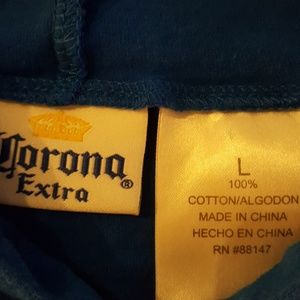 Corona
Extra
®
L
100%
COTTON/ALGODON
MADE IN CHINA
HECHO EN CHINA
RN #88147